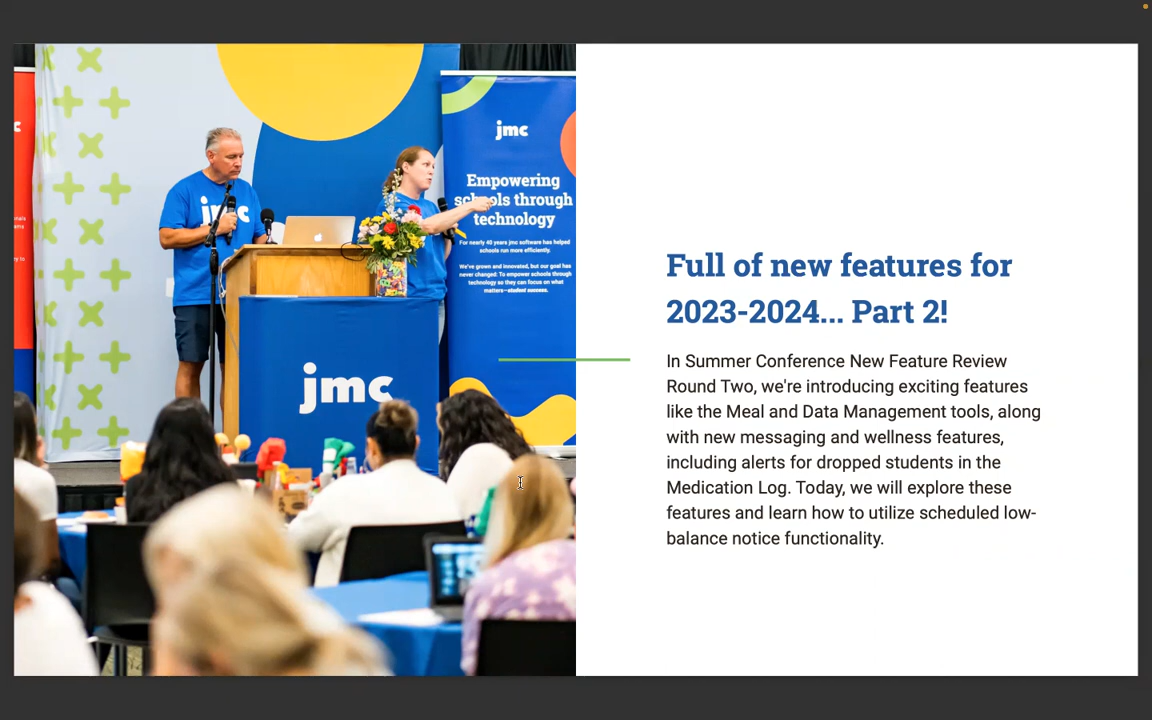 jmc
Empowering
schools through
technology
For nearly 40 years jmc software has helped
schools run more efficiently.
We've grown and innovated, but our goal has
never changed: To empower schools through
technology so they can focus on what
matters—student success.
jmc
jmc
Full of new features for
2023-2024... Part 2!
In Summer Conference New Feature Review
Round Two, we're introducing exciting features
like the Meal and Data Management tools, along
with new messaging and wellness features,
including alerts for dropped students in the
Medication Log. Today, we will explore these
features and learn how to utilize scheduled low-
balance notice functionality.